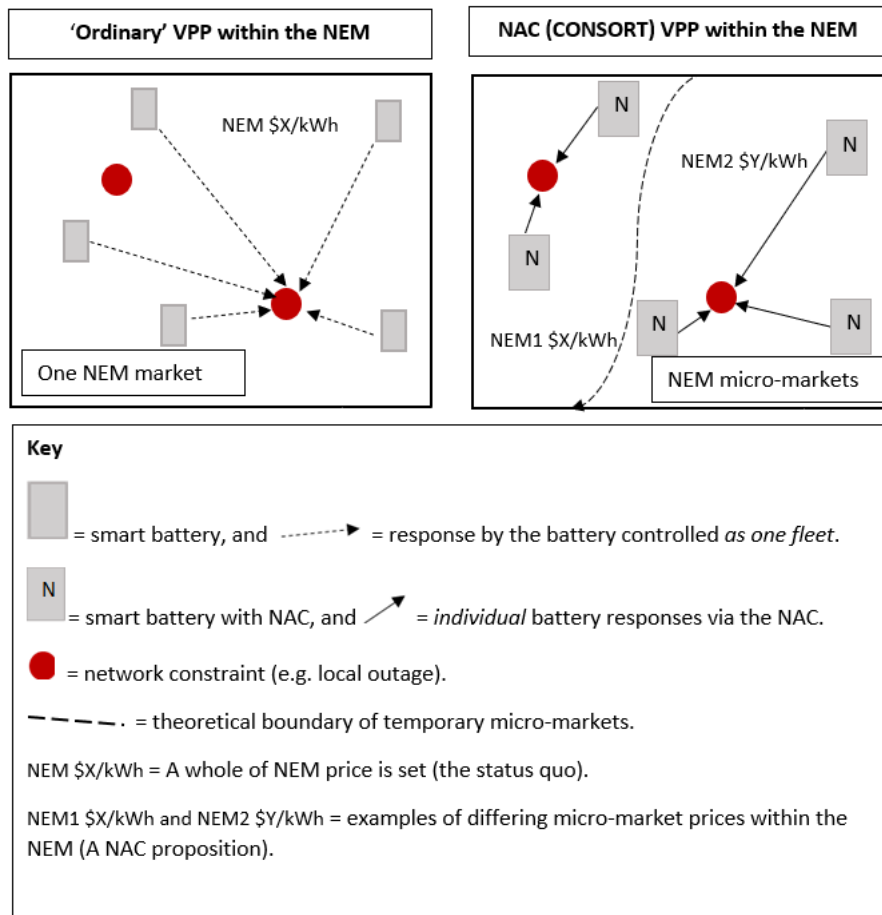 ‘Ordinary’ VPP within the NEM
NAC (CONSORT) VPP within the NEM
NEM $X/kWh
One NEM market
N
N
NEM2 $Y/kWh
N
N
N
NEM1 $X/kWh
NEM micro-markets
Key
= smart battery, and = response by the battery controlled as one fleet.
N
= smart battery with NAC, and = individual battery responses via the NAC.
= network constraint (e.g. local outage).
= theoretical boundary of temporary micro-markets.
NEM $X/kWh = A whole of NEM price is set (the status quo).
NEM1 $X/kWh and NEM2 $Y/kWh = examples of differing micro-market prices within the
NEM (A NAC proposition).